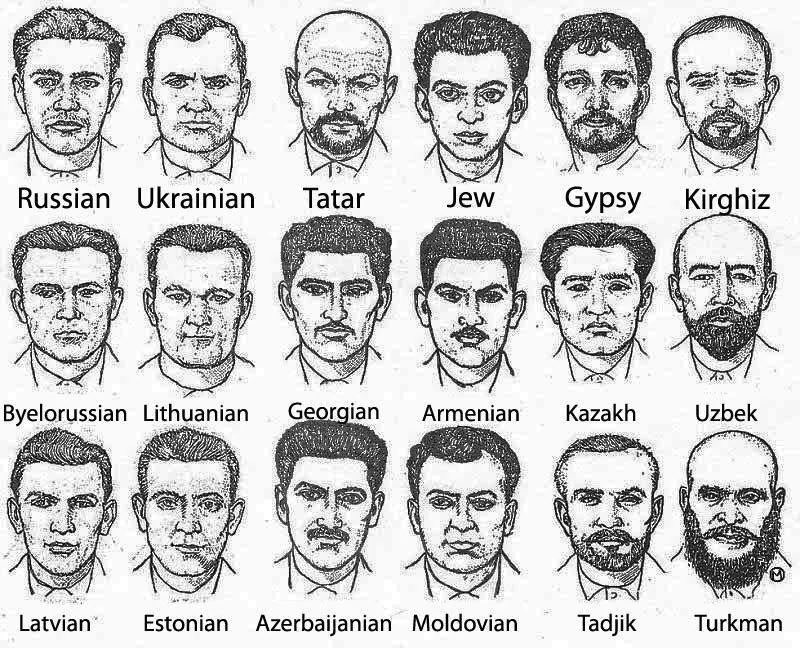 Russian Ukrainian Tatar Jew Gypsy Kirghiz
Byelorussian Lithuanian Georgian Armenian Kazakh Uzbek
M
Latvian Estonian Azerbaijanian Moldovian Tadjik Turkman